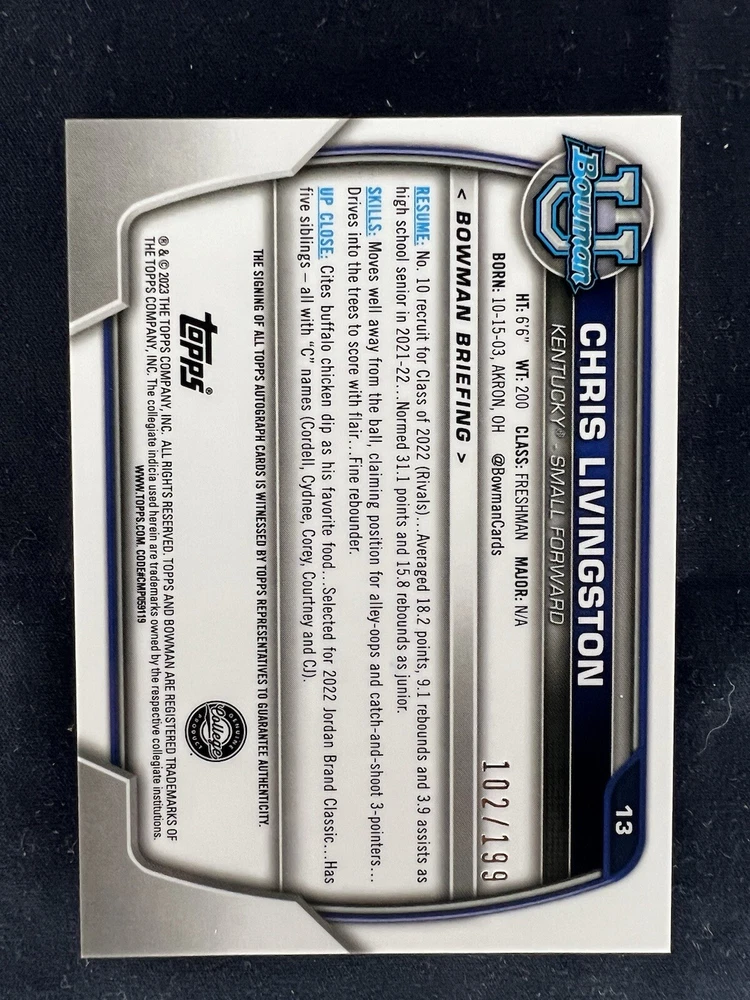 U
Bowman
13
CHRIS LIVINGSTON
KENTUCKY® - SMALL FORWARD
HT: 6'6" WT: 200 CLASS: FRESHMAN MAJOR: N/A
BORN: 10-15-03, AKRON, OH @BowmanCards
102/199
< BOWMAN BRIEFING >
RESUME: No. 10 recruit for Class of 2022 (Rivals)...Averaged 18.2 points, 9.1 rebounds and 3.9 assists as
high school senior in 2021-22...Normed 31.1 points and 15.8 rebounds as junior.
SKILLS: Moves well away from the ball, claiming position for alley-oops and catch-and-shoot 3-pointers...
Drives into the trees to score with flair...Fine rebounder.
UP CLOSE: Cites buffalo chicken dip as his favorite food...Selected for 2022 Jordan Brand Classic...Has
five siblings – all with "C" names (Cordell, Cydnee, Corey, Courtney and CJ).
THE SIGNING OF ALL TOPPS AUTOGRAPH CARDS IS WITNESSED BY TOPPS REPRESENTATIVES TO GUARANTEE AUTHENTICITY.
topps®
GENUINE
College
PRODUCT
® & © 2023 THE TOPPS COMPANY, INC. ALL RIGHTS RESERVED. TOPPS AND BOWMAN ARE REGISTERED TRADEMARKS OF
THE TOPPS COMPANY, INC. The collegiate indicia used herein are trademarks owned by the respective collegiate institutions.
WWW.TOPPS.COM. CODE#CMP059119